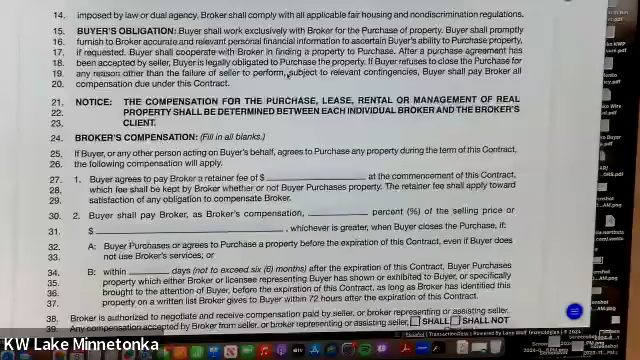 14. imposed by law or dual agency. Broker shall comply with all applicable fair housing and nondiscrimination regulations.
15. BUYER'S OBLIGATION: Buyer shall work exclusively with Broker for the Purchase of property. Buyer shall promptly
16. furnish to Broker accurate and relevant personal financial information to ascertain Buyer's ability to Purchase property,
17. if requested. Buyer shall cooperate with Broker in finding a property to Purchase. After a purchase agreement has
18. been accepted by seller, Buyer is legally obligated to Purchase the property. If Buyer refuses to close the Purchase for
19. any reason other than the failure of seller to perform, subject to relevant contingencies, Buyer shall pay Broker all
20. compensation due under this Contract.
21. NOTICE: THE COMPENSATION FOR THE PURCHASE, LEASE, RENTAL OR MANAGEMENT OF REAL
22. PROPERTY SHALL BE DETERMINED BETWEEN EACH INDIVIDUAL BROKER AND THE BROKER'S
23. CLIENT.
24. BROKER'S COMPENSATION: (Fill in all blanks.)
25. If Buyer, or any other person acting on Buyer's behalf, agrees to Purchase any property during the term of this Contract,
26. the following compensation will apply.
27. 1. Buyer agrees to pay Broker a retainer fee of $ at the commencement of this Contract,
28. which fee shall be kept by Broker whether or not Buyer Purchases property. The retainer fee shall apply toward
29. satisfaction of any obligation to compensate Broker.
30. 2. Buyer shall pay Broker, as Broker's compensation, percent (%) of the selling price or
31. $ , whichever is greater, when Buyer closes the Purchase, if:
32. A: Buyer Purchases or agrees to Purchase a property before the expiration of this Contract, even if Buyer does
33. not use Broker's services; or
34. B: within days (not to exceed six (6) months) after the expiration of this Contract, Buyer Purchases
35. property which either Broker or licensee representing Buyer has shown or exhibited to Buyer, or specifically
36. brought to the attention of Buyer, before the expiration of this Contract, as long as Broker has identified this
37. property on a written list Broker gives to Buyer within 72 hours after the expiration of this Contract.
38. Broker is authorized to negotiate and receive compensation paid by seller, or broker representing or assisting seller.
39. Any compensation accepted by Broker from seller, or broker representing or assisting seller, SHALL SHALL NOT
KW Lake Minnetonka